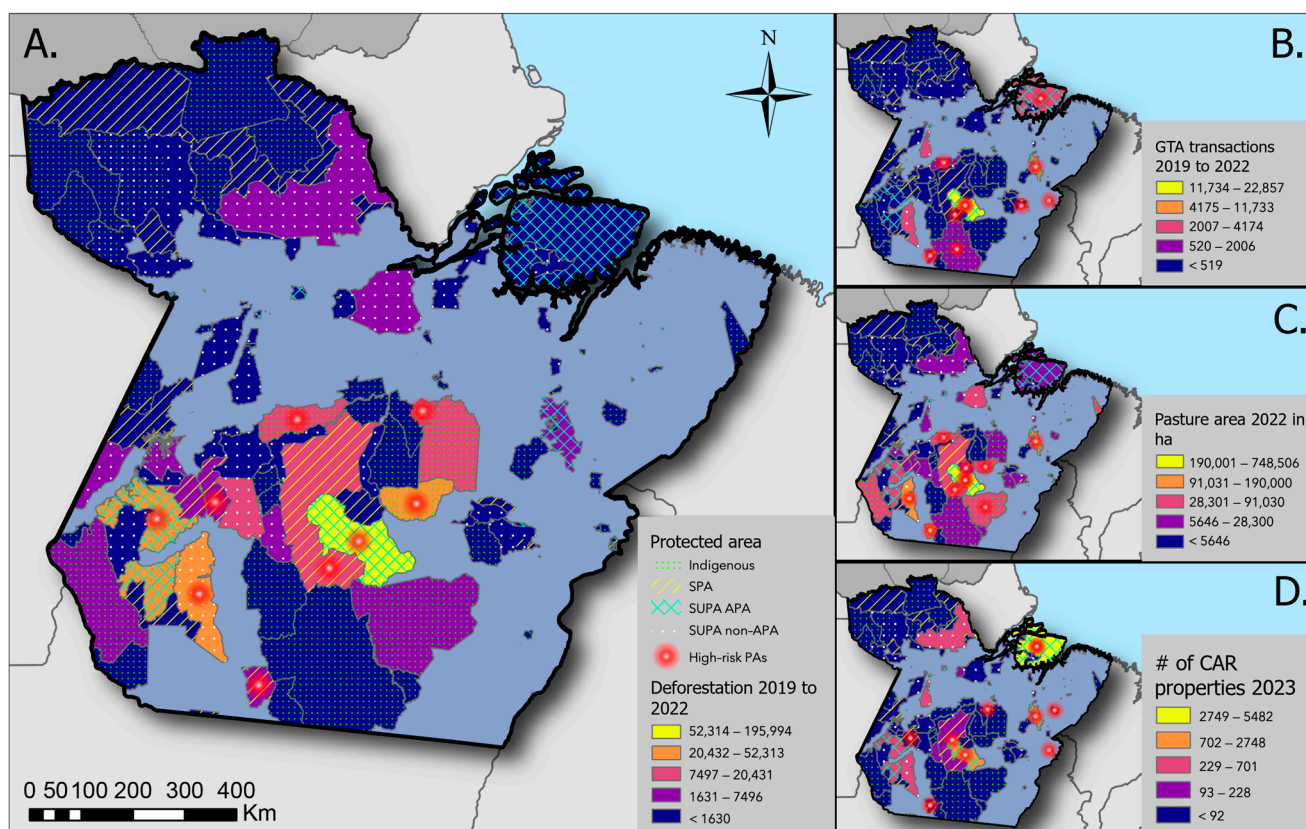 A.
N
Protected area
Indigenous
SPA
SUPA APA
SUPA non-APA
High-risk PAs
Deforestation 2019 to
2022
52,314 – 195,994
20,432 – 52,313
7497 – 20,431
1631 – 7496
< 1630
0 50 100 200 300 400
Km
B.
GTA transactions
2019 to 2022
11,734 – 22,857
4175 – 11,733
2007 – 4174
520 – 2006
< 519
C.
Pasture area 2022 in
ha
190,001 – 748,506
91,031 – 190,000
28,301 – 91,030
5646 – 28,300
< 5646
D.
# of CAR
properties 2023
2749 – 5482
702 – 2748
229 – 701
93 – 228
< 92